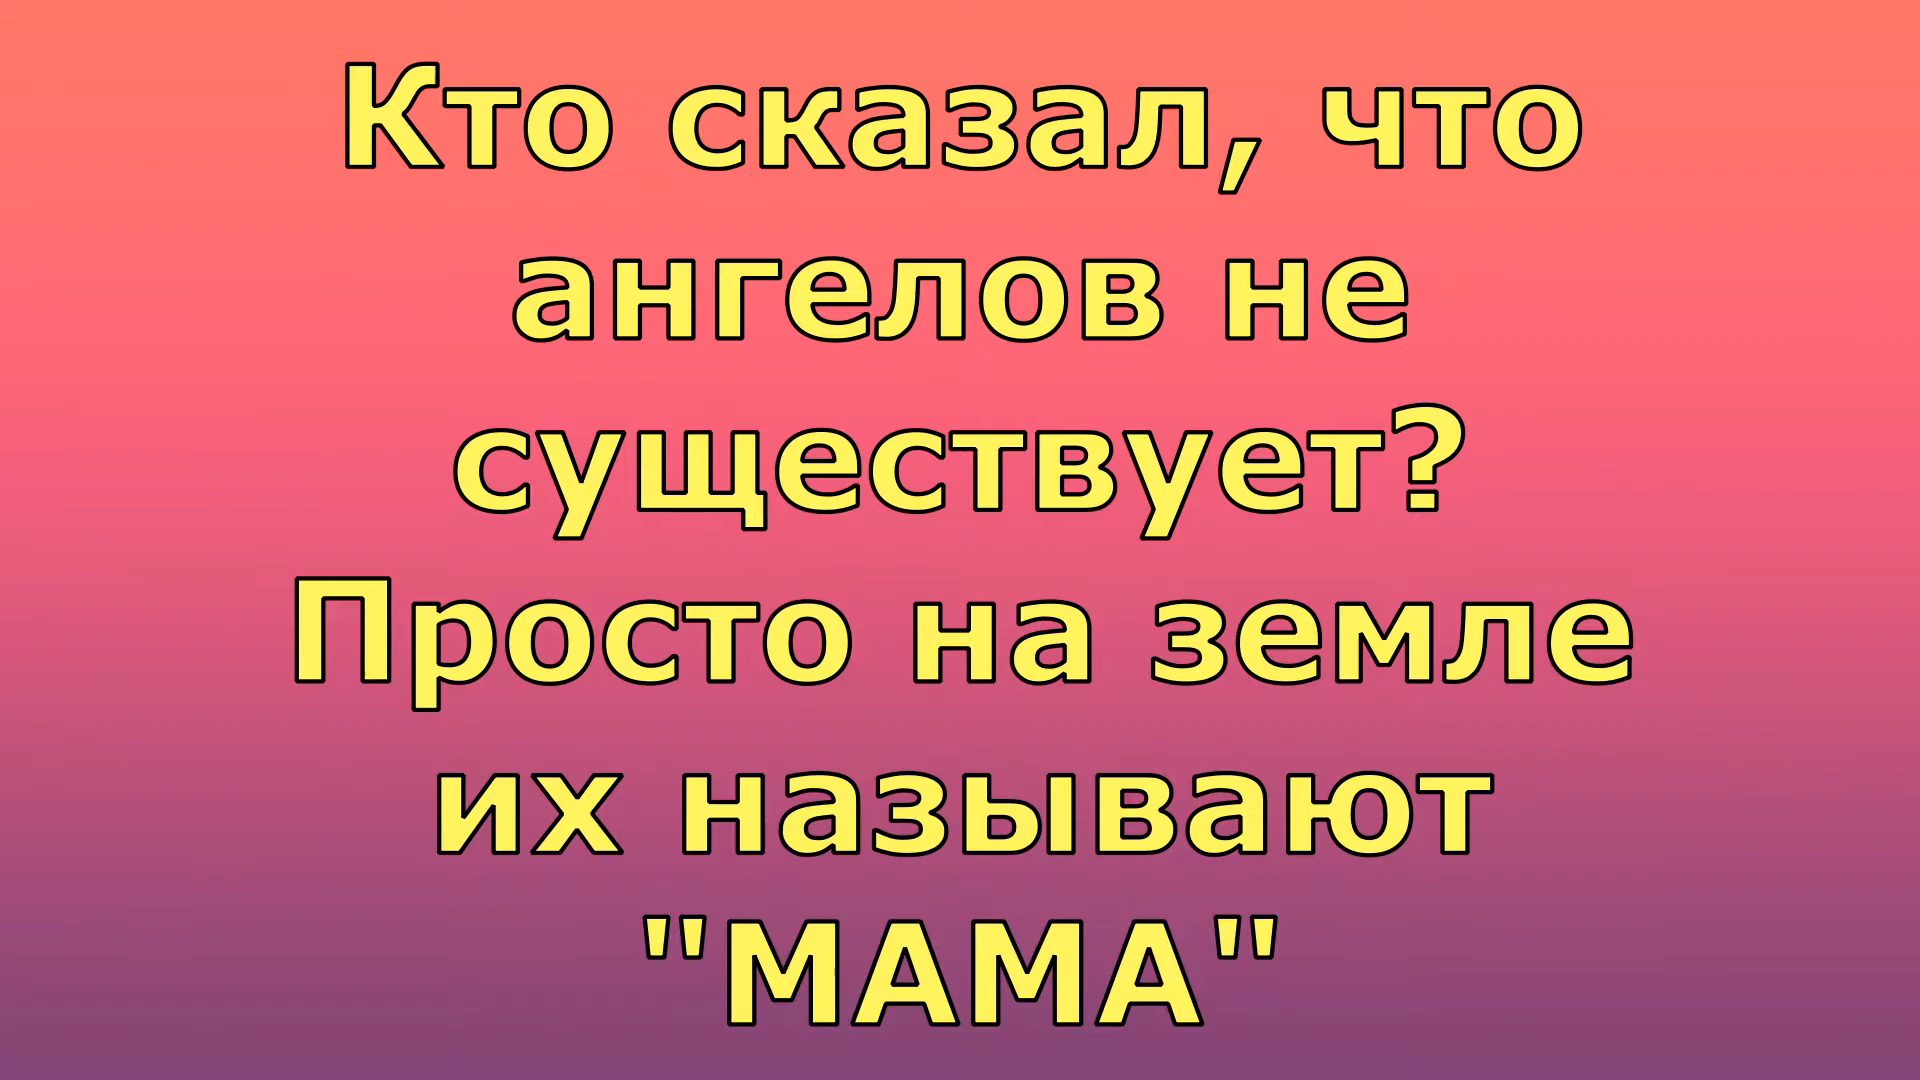 Кто сказал, что
ангелов не
существует?
Просто на земле
их называют
"МАМА"